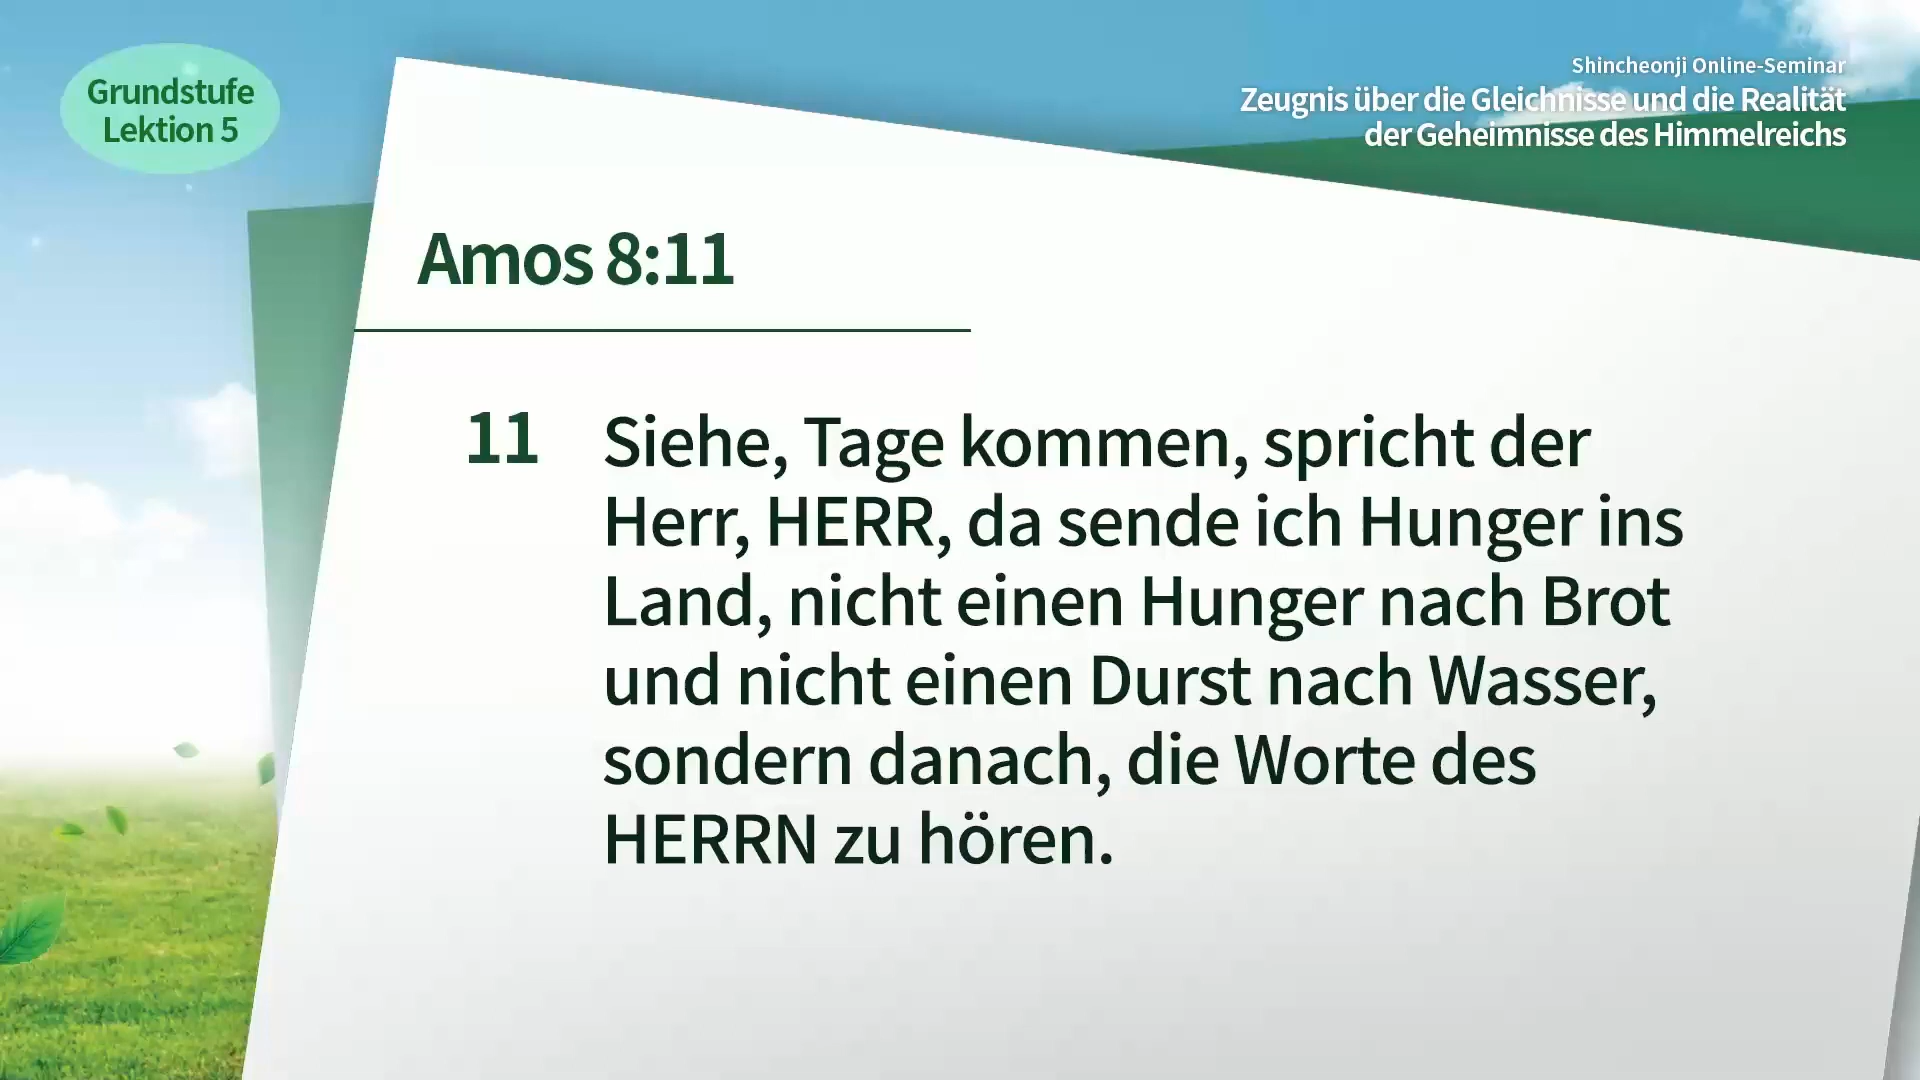 Grundstufe
Lektion 5
Shincheonji Online-Seminar
Zeugnis über die Gleichnisse und die Realität
der Geheimnisse des Himmelreichs
Amos 8:11
11 Siehe, Tage kommen, spricht der
Herr, HERR, da sende ich Hunger ins
Land, nicht einen Hunger nach Brot
und nicht einen Durst nach Wasser,
sondern danach, die Worte des
HERRN zu hören.